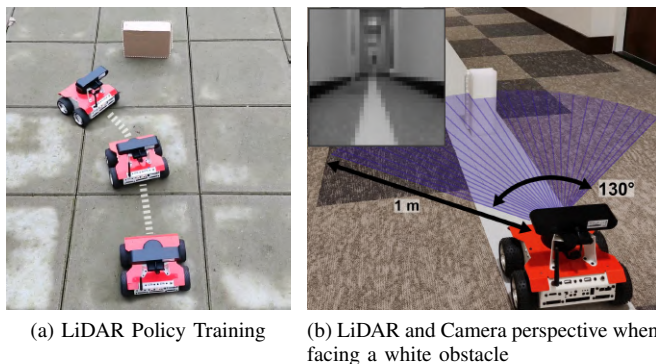 130°
1 m
(a) LiDAR Policy Training
(b) LiDAR and Camera perspective when
facing a white obstacle